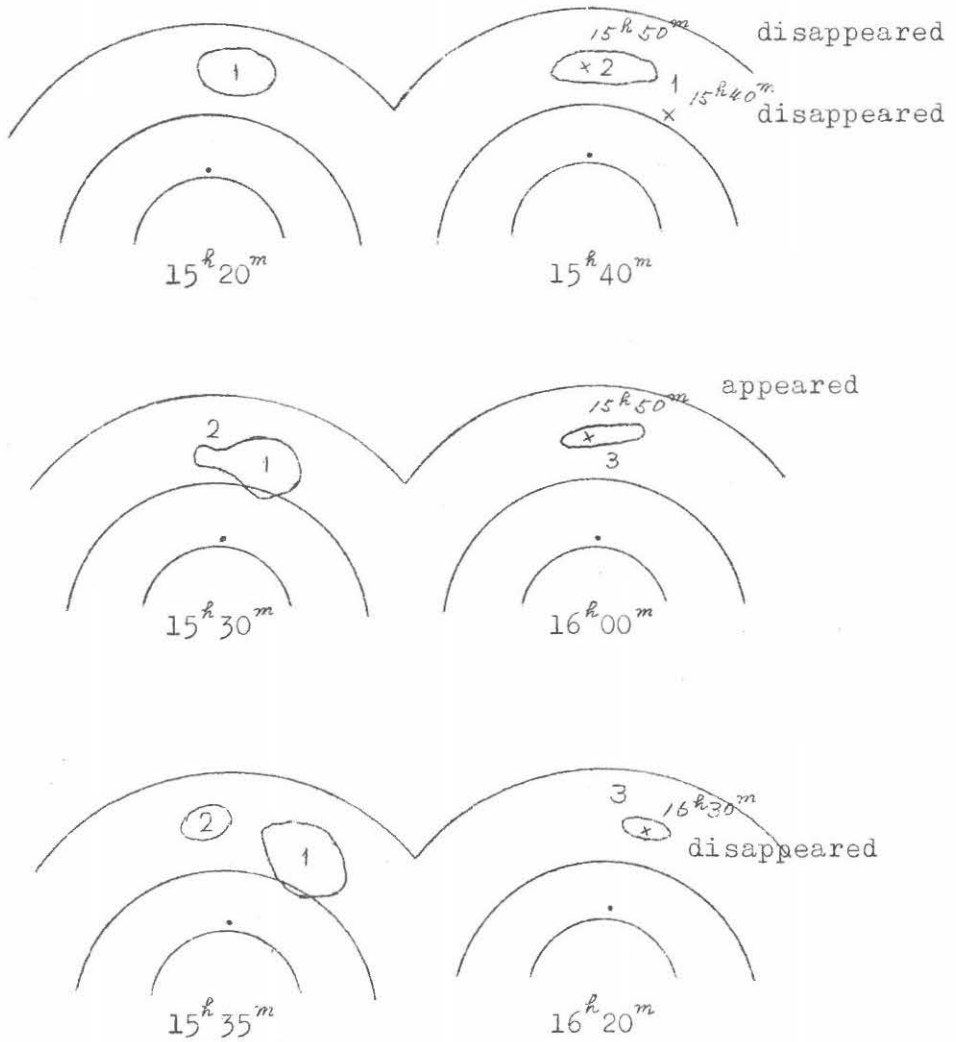 15ʰ50ᵐ disappeared
1
×2
1 15ʰ40ᵐ
× disappeared
15ʰ20ᵐ
15ʰ40ᵐ
appeared
15ʰ50ᵐ
2
1
×
3
15ʰ30ᵐ
16ʰ00ᵐ
3
16ʰ30ᵐ
2
×
1
disappeared
15ʰ35ᵐ
16ʰ20ᵐ